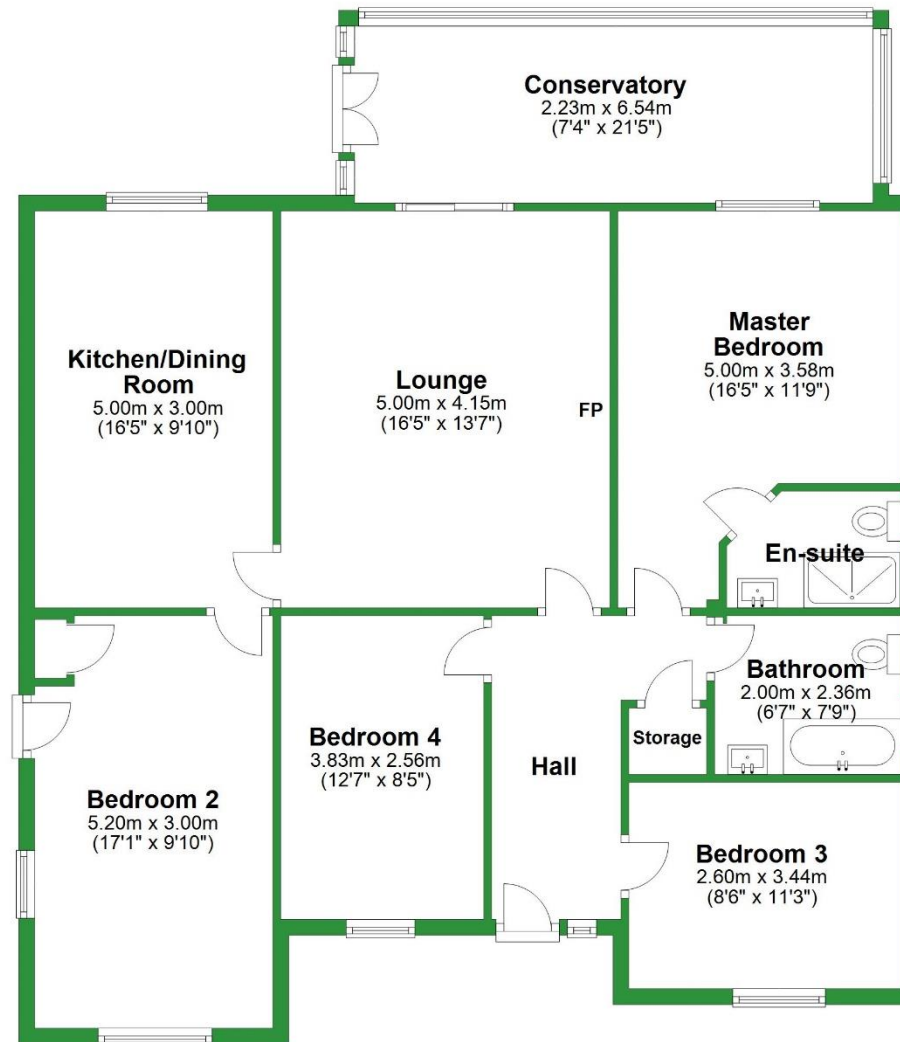 Conservatory
2.23m x 6.54m
(7'4" x 21'5")
Kitchen/Dining
Room
5.00m x 3.00m
(16'5" x 9'10")
Lounge
5.00m x 4.15m
(16'5" x 13'7")
FP
Master
Bedroom
5.00m x 3.58m
(16'5" x 11'9")
En-suite
Bathroom
2.00m x 2.36m
(6'7" x 7'9")
Storage
Bedroom 4
3.83m x 2.56m
(12'7" x 8'5")
Hall
Bedroom 2
5.20m x 3.00m
(17'1" x 9'10")
Bedroom 3
2.60m x 3.44m
(8'6" x 11'3")